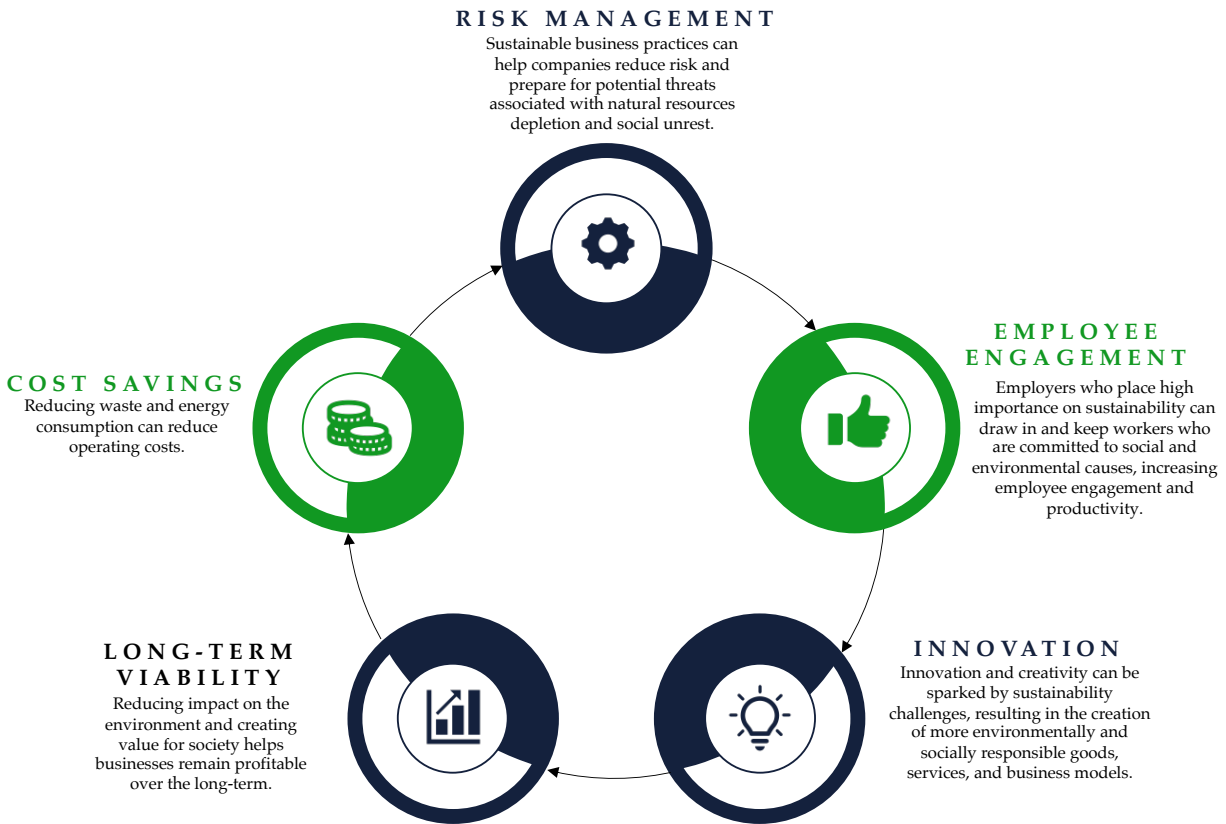 RISK MANAGEMENT
Sustainable business practices can
help companies reduce risk and
prepare for potential threats
associated with natural resources
depletion and social unrest.
EMPLOYEE
ENGAGEMENT
Employers who place high
importance on sustainability can
draw in and keep workers who
are committed to social and
environmental causes, increasing
employee engagement and
productivity.
INNOVATION
Innovation and creativity can be
sparked by sustainability
challenges, resulting in the creation
of more environmentally and
socially responsible goods,
services, and business models.
LONG-TERM
VIABILITY
Reducing impact on the
environment and creating
value for society helps
businesses remain profitable
over the long-term.
COST SAVINGS
Reducing waste and energy
consumption can reduce
operating costs.